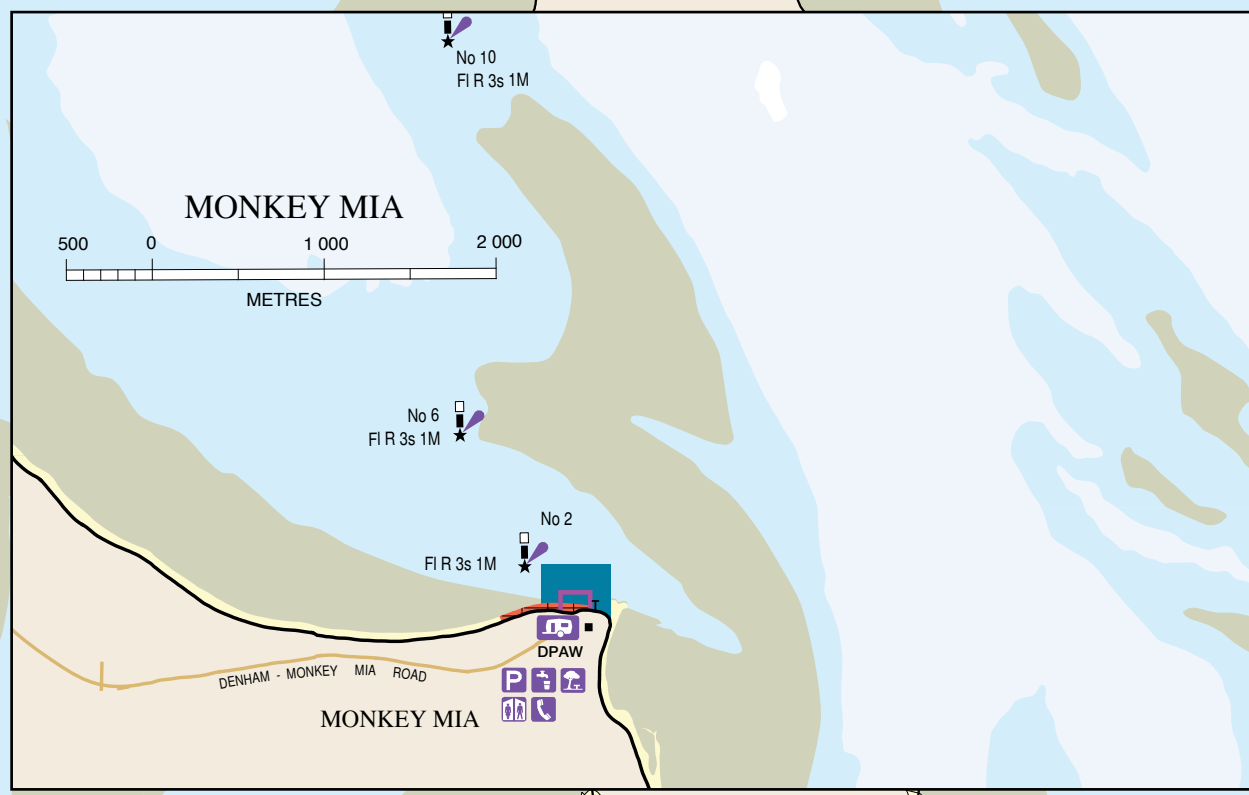 No 10
Fl R 3s 1M
MONKEY MIA
500 0 1 000 2 000
METRES
No 6
Fl R 3s 1M
No 2
Fl R 3s 1M
T
DPAW
P
DENHAM - MONKEY MIA ROAD
MONKEY MIA